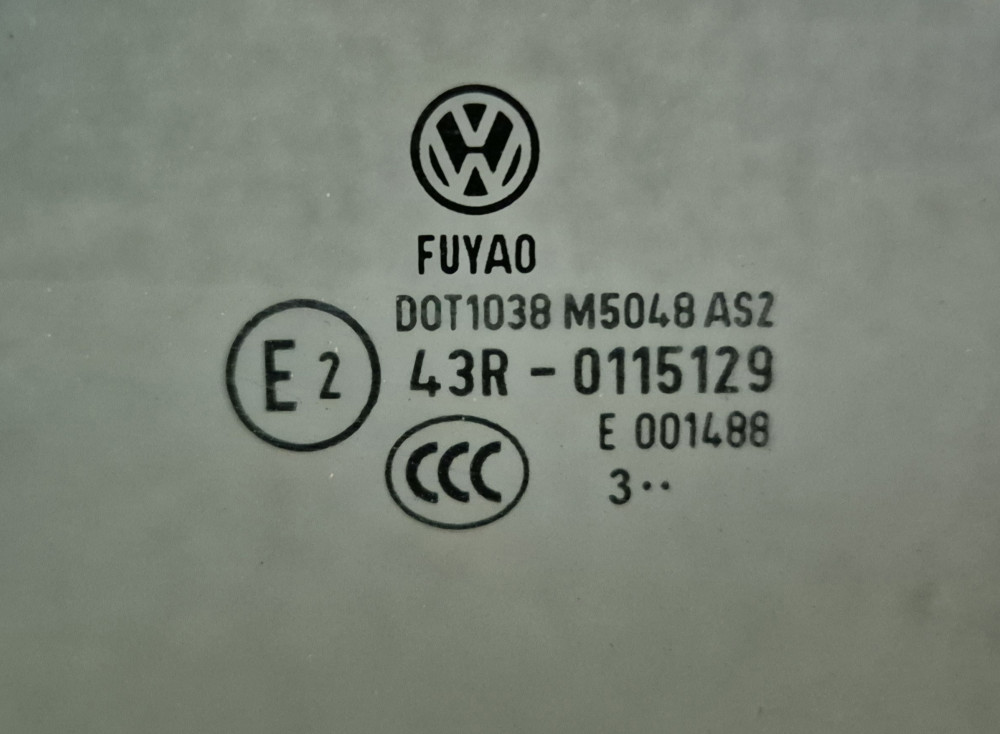 FUYAO
DOT1038 M5048 AS2
E 2 43R - 0115129
E 001488
CCC
3··